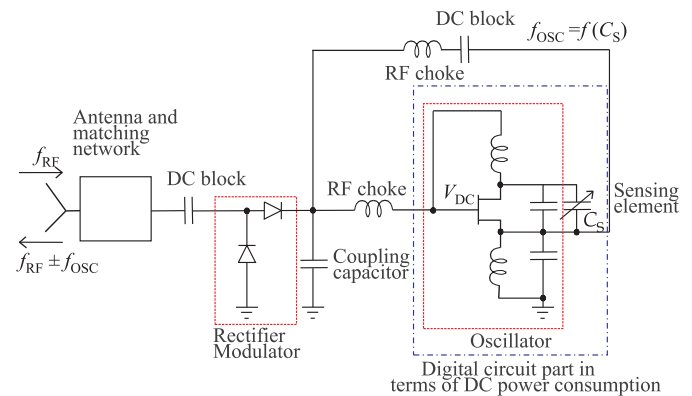 DC block
f_OSC =f(C_S)
RF choke
Antenna and
matching
network
f_RF
DC block
RF choke
V_DC
Sensing
element
C_S
f_RF ± f_OSC
Coupling
capacitor
Rectifier
Modulator
Oscillator
Digital circuit part in
terms of DC power consumption